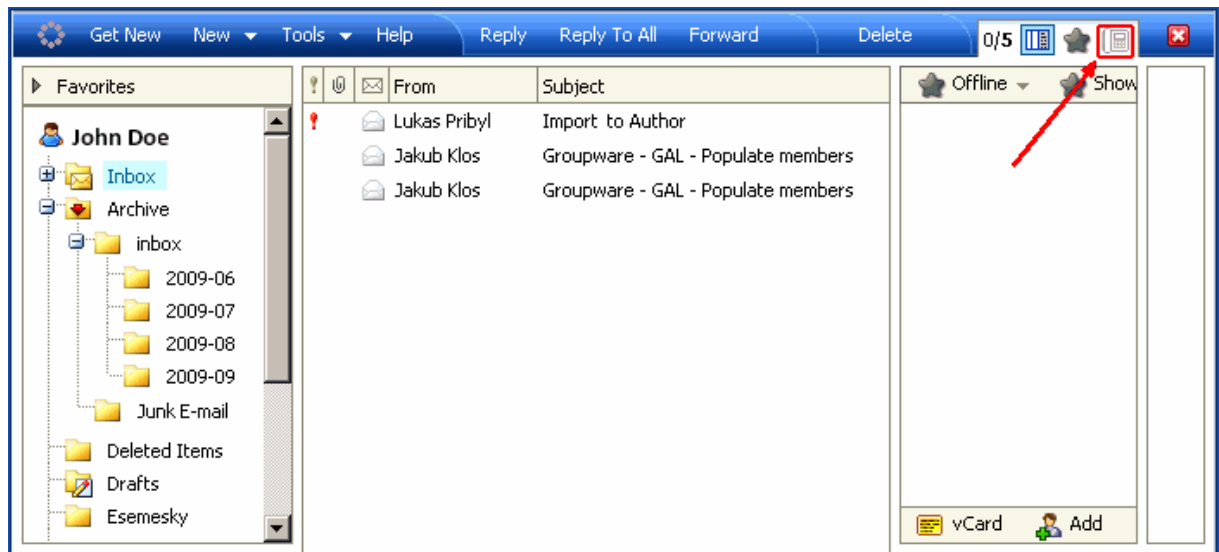 Get New New Tools Help Reply Reply To All Forward Delete 0/5
Favorites
John Doe
Inbox
Archive
inbox
2009-06
2009-07
2009-08
2009-09
Junk E-mail
Deleted Items
Drafts
Esemesky
From Subject
Lukas Pribyl Import to Author
Jakub Klos Groupware - GAL - Populate members
Jakub Klos Groupware - GAL - Populate members
Offline Show
vCard Add